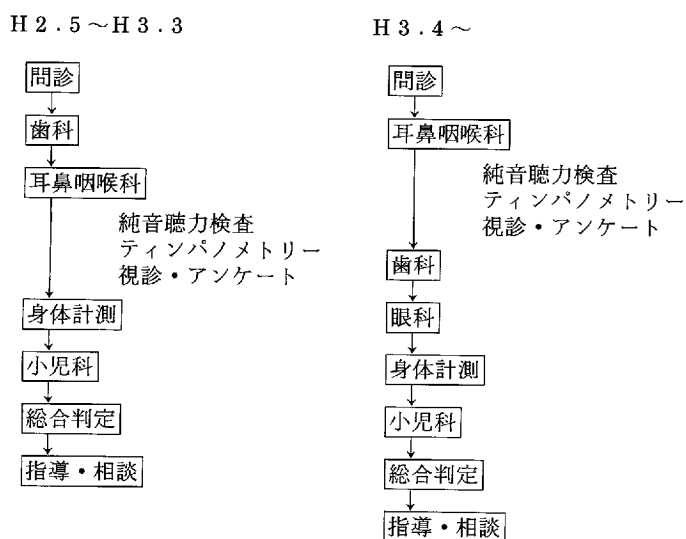 H2.5～H3.3
問診
歯科
耳鼻咽喉科
純音聴力検査
ティンパノメトリー
視診・アンケート
身体計測
小児科
総合判定
指導・相談
H3.4～
問診
耳鼻咽喉科
純音聴力検査
ティンパノメトリー
視診・アンケート
歯科
眼科
身体計測
小児科
総合判定
指導・相談